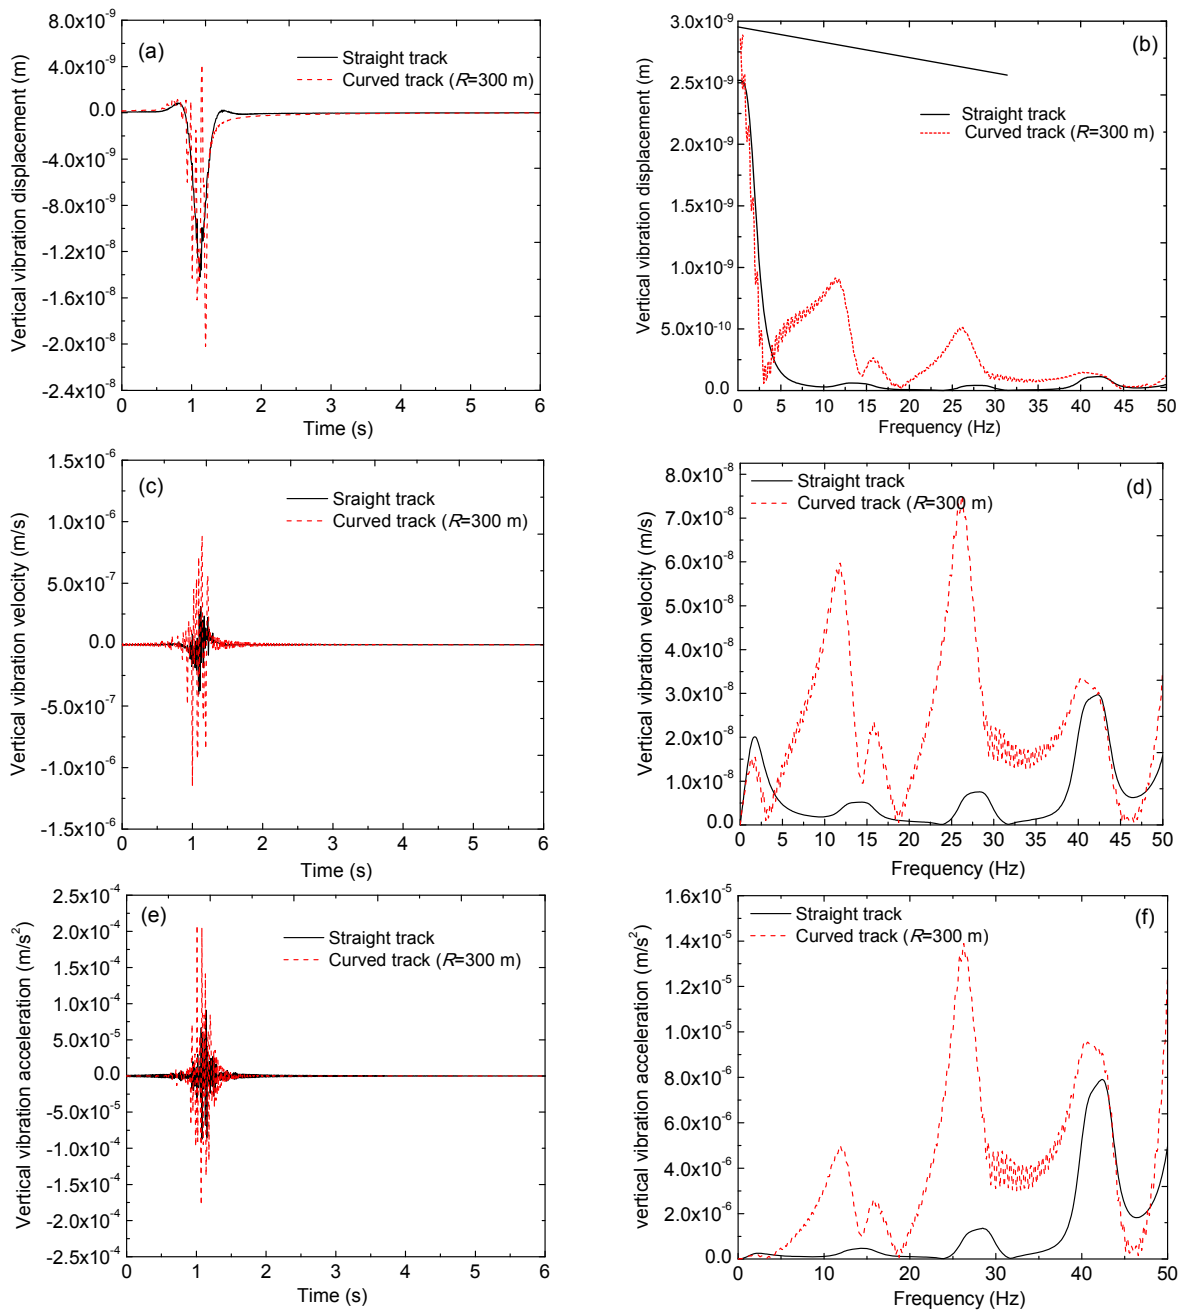 (a)
Straight track
Curved track (R=300 m)
Vertical vibration displacement (m)
8.0x10⁻⁹
4.0x10⁻⁹
0.0
-4.0x10⁻⁹
-8.0x10⁻⁹
-1.2x10⁻⁸
-1.6x10⁻⁸
-2.0x10⁻⁸
-2.4x10⁻⁸
0 1 2 3 4 5 6
Time (s)
(b)
Straight track
Curved track (R=300 m)
Vertical vibration displacement (m)
3.0x10⁻⁹
2.5x10⁻⁹
2.0x10⁻⁹
1.5x10⁻⁹
1.0x10⁻⁹
5.0x10⁻¹⁰
0.0
0 5 10 15 20 25 30 35 40 45 50
Frequency (Hz)
(c)
Sraight track
Curved track (R=300 m)
Vertical vibration velocity (m/s)
1.5x10⁻⁶
1.0x10⁻⁶
5.0x10⁻⁷
0.0
-5.0x10⁻⁷
-1.0x10⁻⁶
-1.5x10⁻⁶
0 1 2 3 4 5 6
Time (s)
(d)
Straight track
Curved track (R=300 m)
Vertical vibration velocity (m/s)
8.0x10⁻⁸
7.0x10⁻⁸
6.0x10⁻⁸
5.0x10⁻⁸
4.0x10⁻⁸
3.0x10⁻⁸
2.0x10⁻⁸
1.0x10⁻⁸
0.0
0 5 10 15 20 25 30 35 40 45 50
Frequency (Hz)
(e)
Straight track
Curved track (R=300 m)
Vertical vibration acceleration (m/s²)
2.5x10⁻⁴
2.0x10⁻⁴
1.5x10⁻⁴
1.0x10⁻⁴
5.0x10⁻⁵
0.0
-5.0x10⁻⁵
-1.0x10⁻⁴
-1.5x10⁻⁴
-2.0x10⁻⁴
-2.5x10⁻⁴
0 1 2 3 4 5 6
Time (s)
(f)
Straight track
Curved track (R=300 m)
vertical vibration acceleration (m/s²)
1.6x10⁻⁵
1.4x10⁻⁵
1.2x10⁻⁵
1.0x10⁻⁵
8.0x10⁻⁶
6.0x10⁻⁶
4.0x10⁻⁶
2.0x10⁻⁶
0.0
0 5 10 15 20 25 30 35 40 45 50
Frequency (Hz)